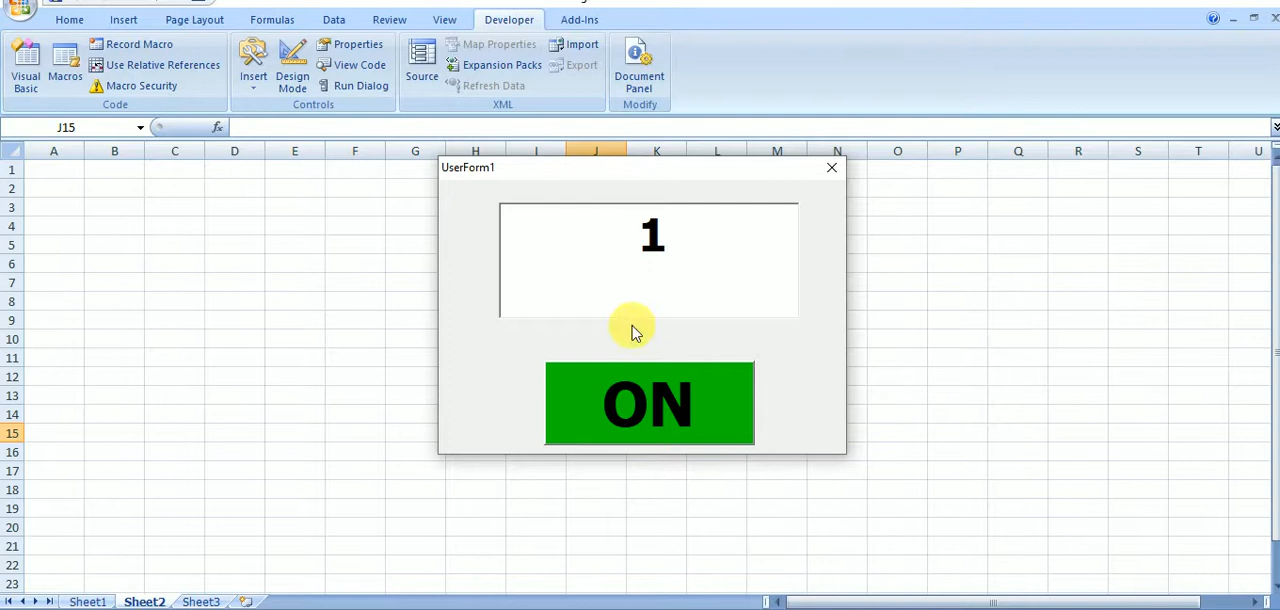 Home Insert Page Layout Formulas Data Review View Developer Add-Ins
Visual Basic
Macros
Record Macro
Use Relative References
Macro Security
Code
Insert
Design Mode
Properties
View Code
Run Dialog
Controls
Source
Map Properties
Expansion Packs
Refresh Data
Import
Export
XML
Document Panel
Modify
J15 fx
A B C D E F G H I J K L M N O P Q R S T U
UserForm1
1
ON
1
2
3
4
5
6
7
8
9
10
11
12
13
14
15
16
17
18
19
20
21
22
23
Sheet1 Sheet2 Sheet3